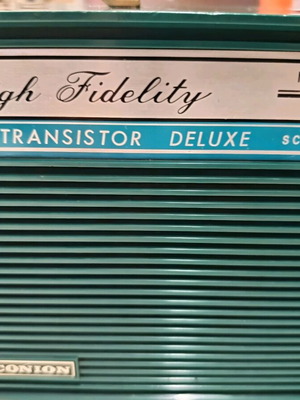 gh Fidelity
TRANSISTOR DELUXE SC
CONION